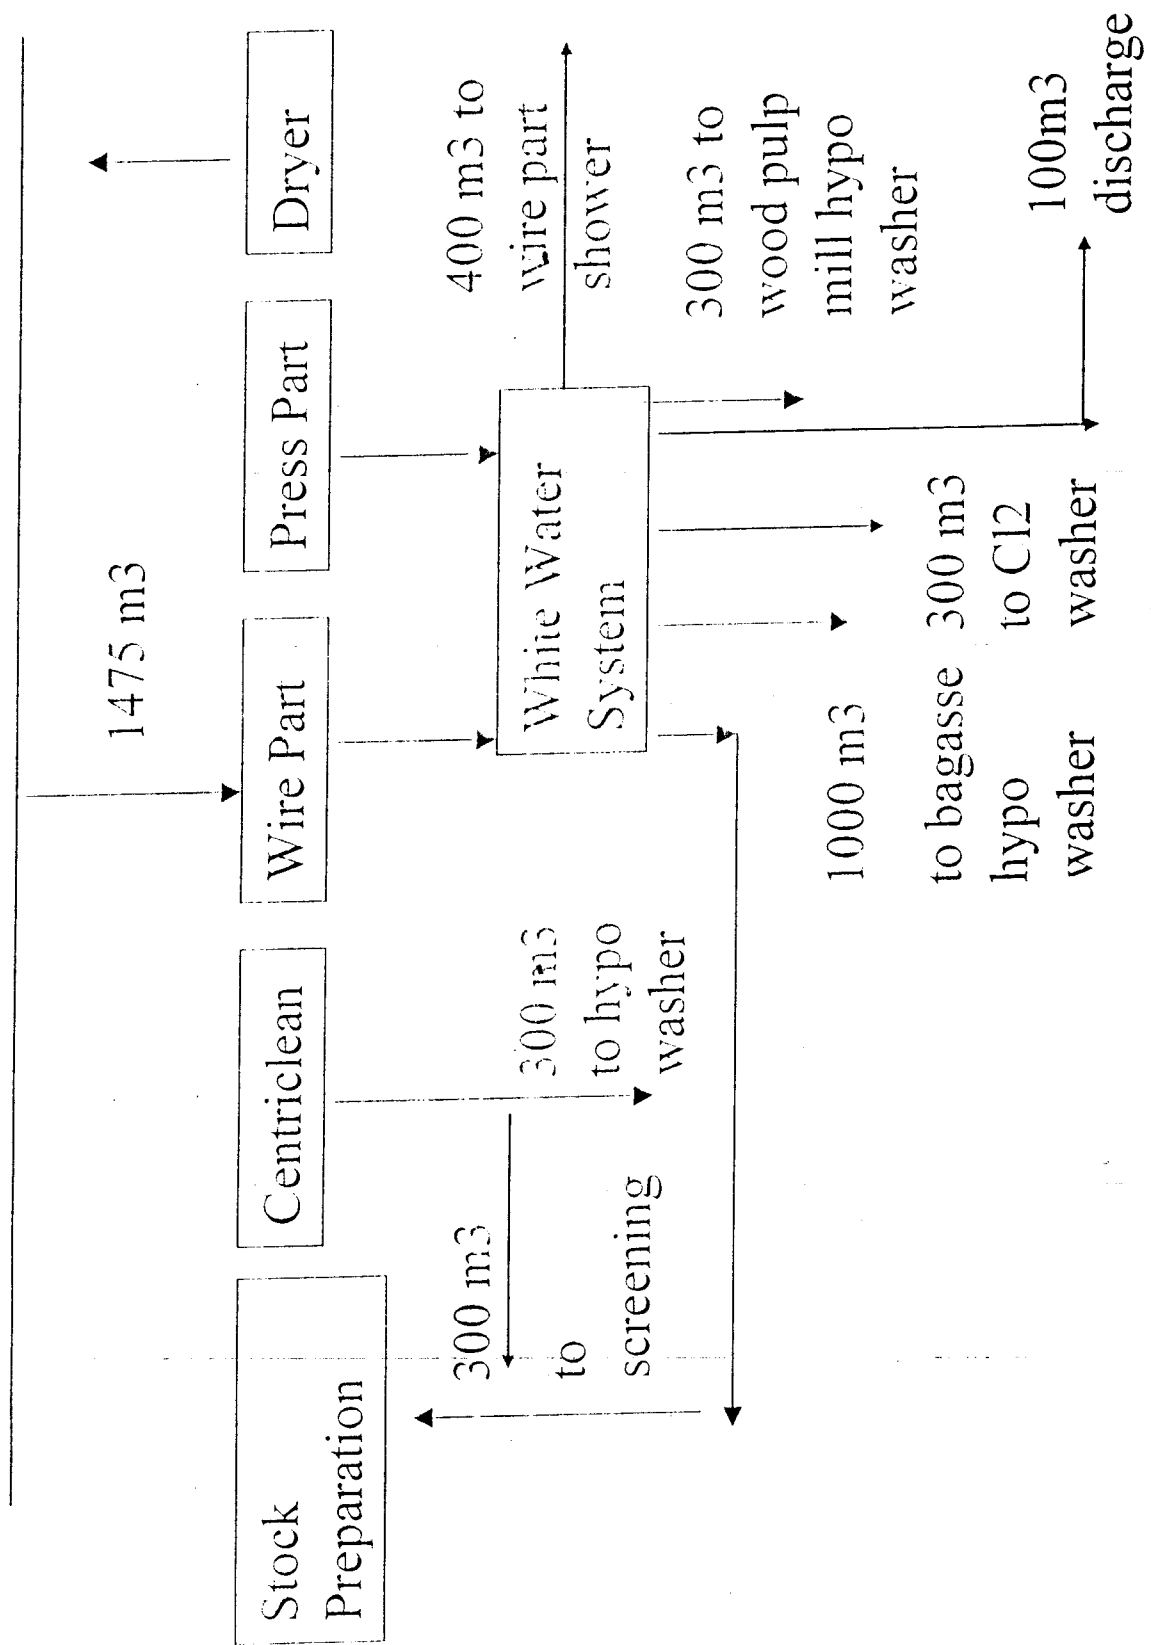 1475 m3
Stock
Preparation
Centriclean
Wire Part
Press Part
Dryer
300 m3
to
screening
300 m3
to hypo
washer
White Water
System
400 m3 to
wire part
shower
300 m3 to
wood pulp
mill hypo
washer
1000 m3
to bagasse
hypo
washer
300 m3
to Cl2
washer
100m3
discharge